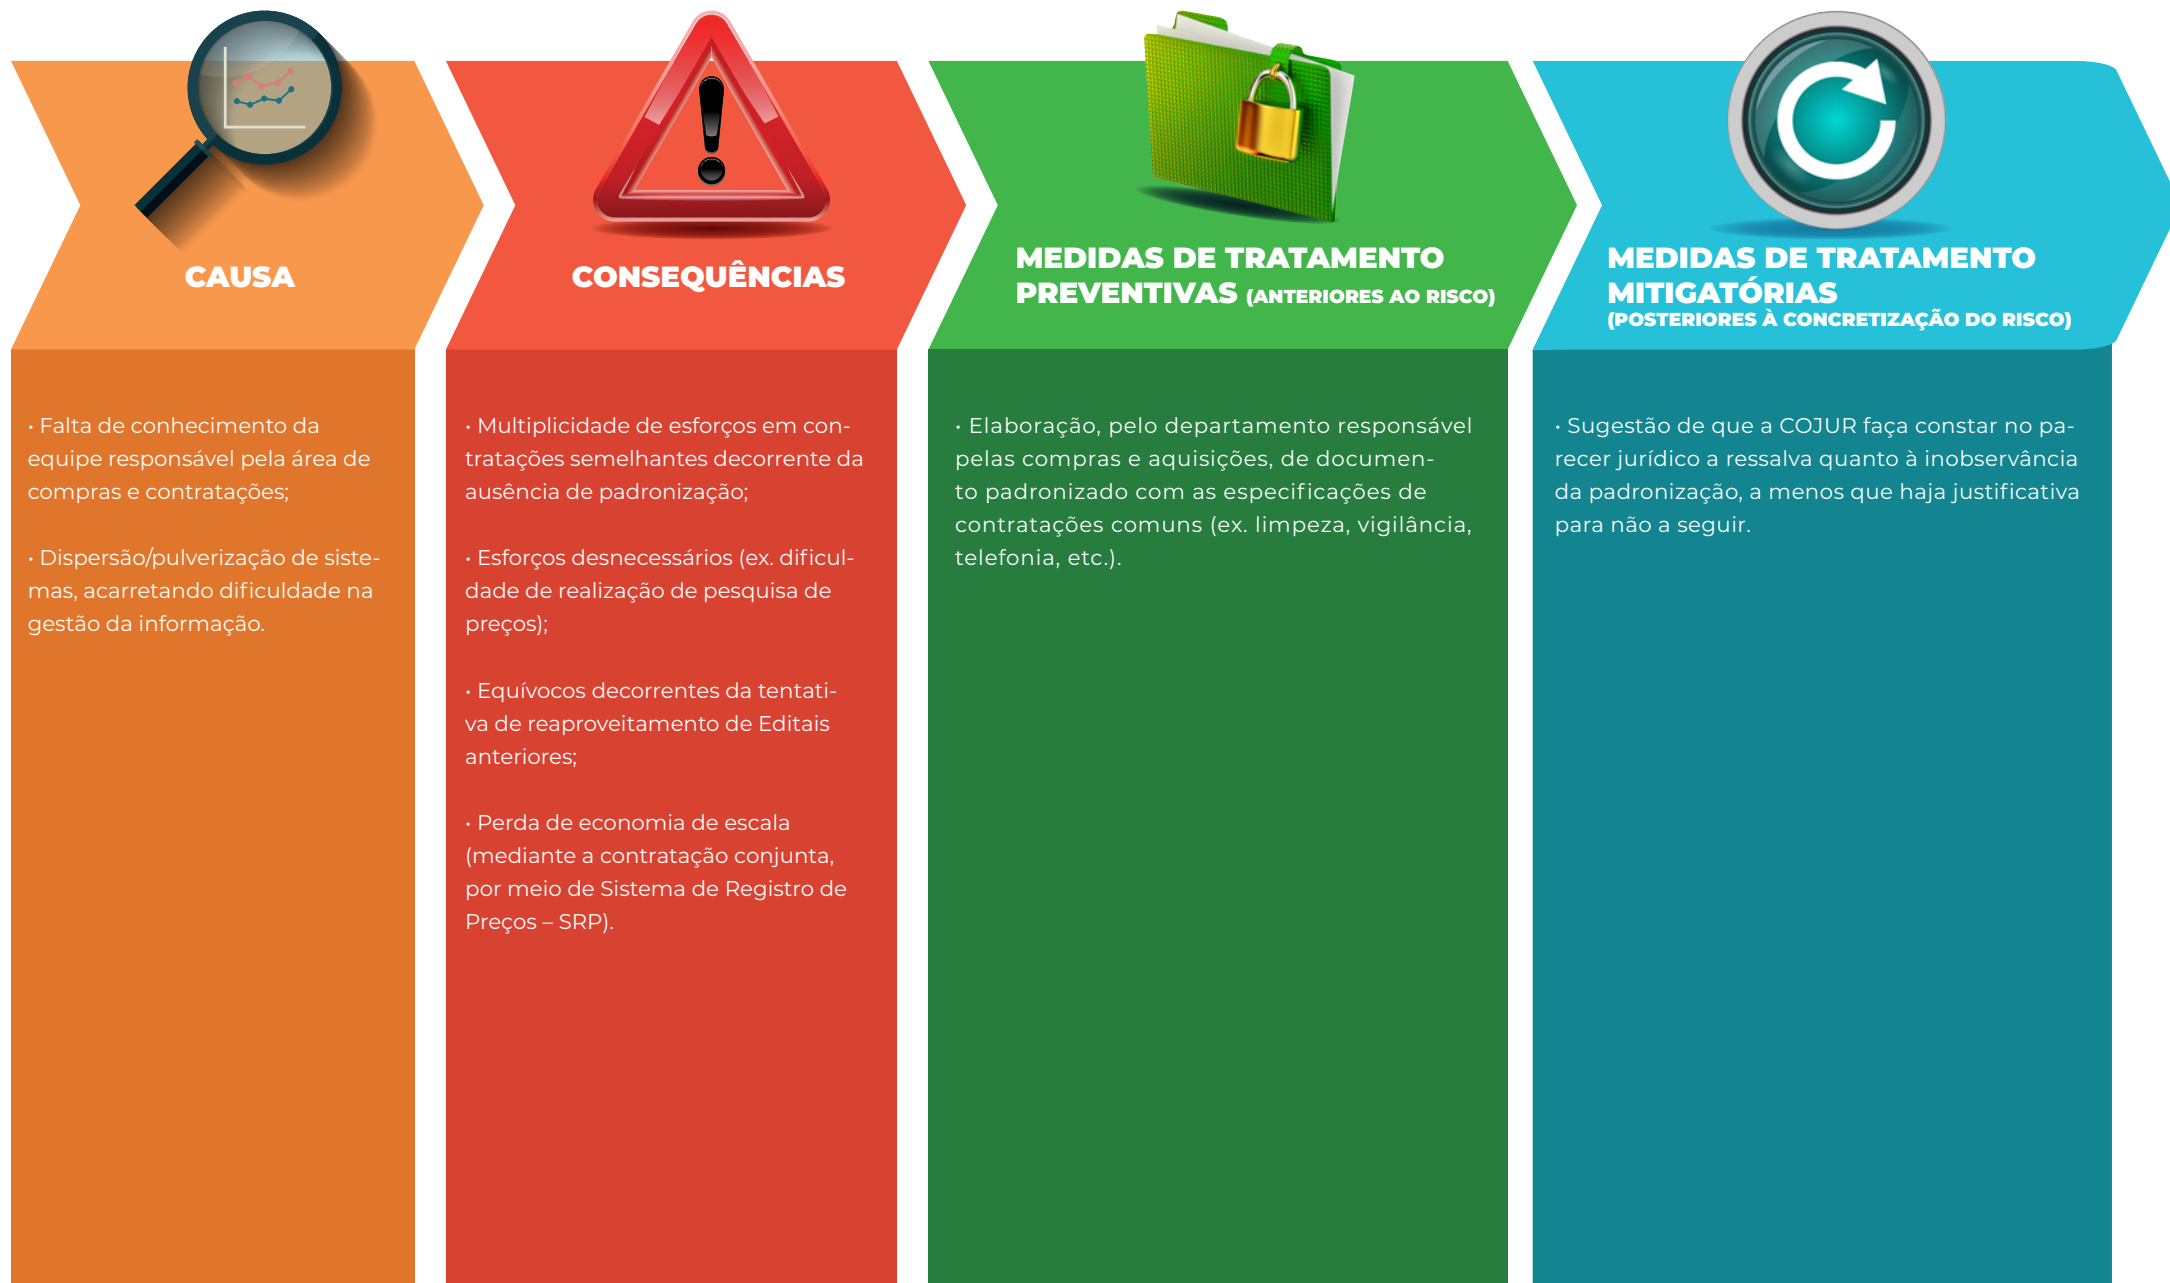 CAUSA
• Falta de conhecimento da
equipe responsável pela área de
compras e contratações;
• Dispersão/pulverização de siste-
mas, acarretando dificuldade na
gestão da informação.
CONSEQUÊNCIAS
• Multiplicidade de esforços em con-
tratações semelhantes decorrente da
ausência de padronização;
• Esforços desnecessários (ex. dificul-
dade de realização de pesquisa de
preços);
• Equívocos decorrentes da tentati-
va de reaproveitamento de Editais
anteriores;
• Perda de economia de escala
(mediante a contratação conjunta,
por meio de Sistema de Registro de
Preços – SRP).
MEDIDAS DE TRATAMENTO
PREVENTIVAS (ANTERIORES AO RISCO)
• Elaboração, pelo departamento responsável
pelas compras e aquisições, de documen-
to padronizado com as especificações de
contratações comuns (ex. limpeza, vigilância,
telefonia, etc.).
MEDIDAS DE TRATAMENTO
MITIGATÓRIAS
(POSTERIORES À CONCRETIZAÇÃO DO RISCO)
• Sugestão de que a COJUR faça constar no pa-
recer jurídico a ressalva quanto à inobservância
da padronização, a menos que haja justificativa
para não a seguir.